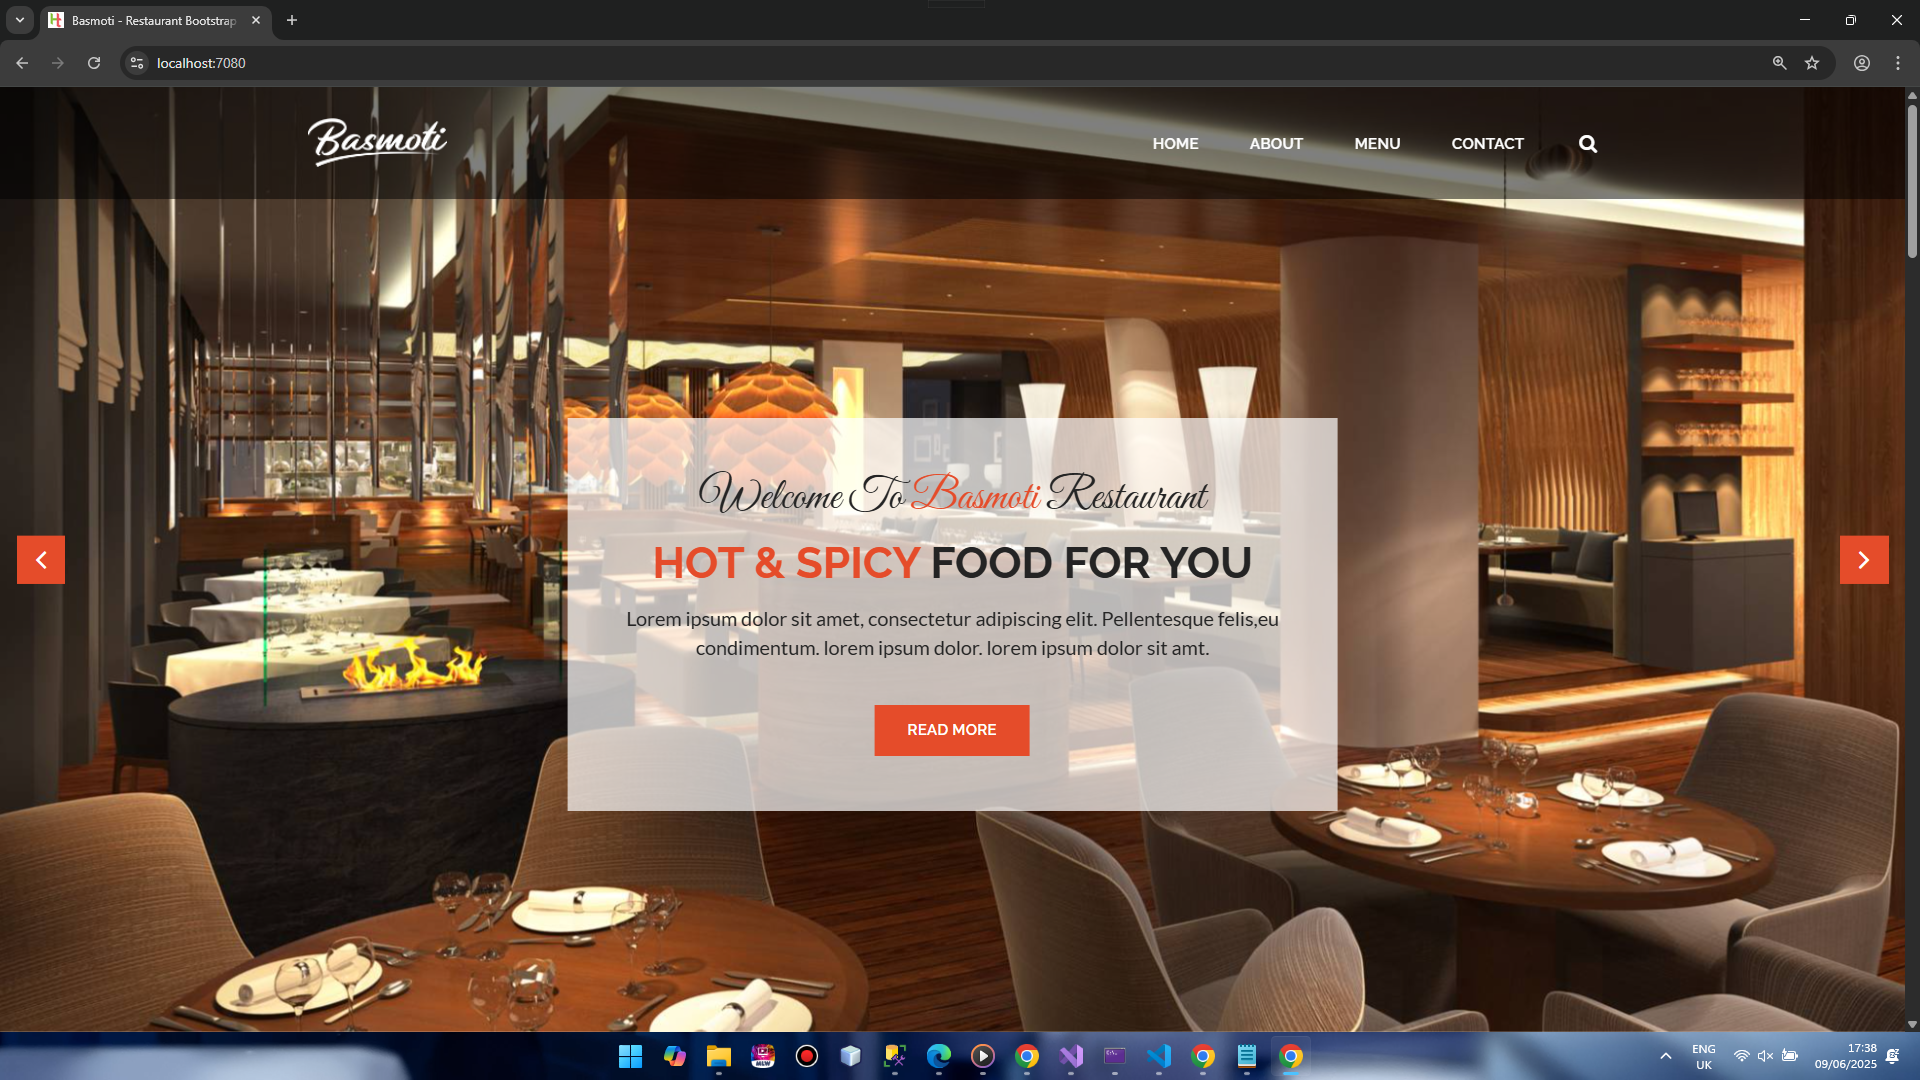 Basmoti - Restaurant Bootstrap
localhost:7080
Basmoti
HOME
ABOUT
MENU
CONTACT
Welcome To Basmoti Restaurant
HOT & SPICY FOOD FOR YOU
Lorem ipsum dolor sit amet, consectetur adipiscing elit. Pellentesque felis,eu
condimentum. lorem ipsum dolor. lorem ipsum dolor sit amt.
READ MORE
ENG
UK
17:38
09/06/2025